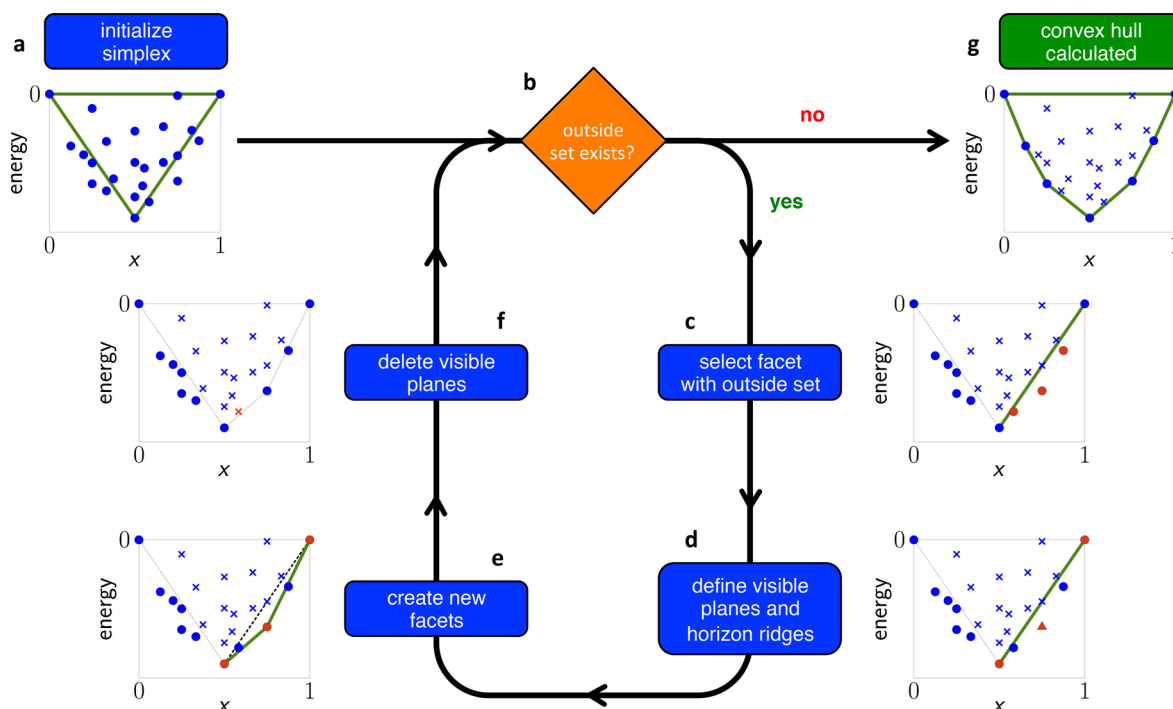 a
initialize
simplex
0
energy
0
1
x
b
outside
set exists?
no
yes
g
convex hull
calculated
0
energy
0
1
x
0
energy
0
1
x
f
delete visible
planes
c
select facet
with outside set
0
energy
0
1
x
0
energy
0
1
x
e
create new
facets
d
define visible
planes and
horizon ridges
0
energy
0
1
x